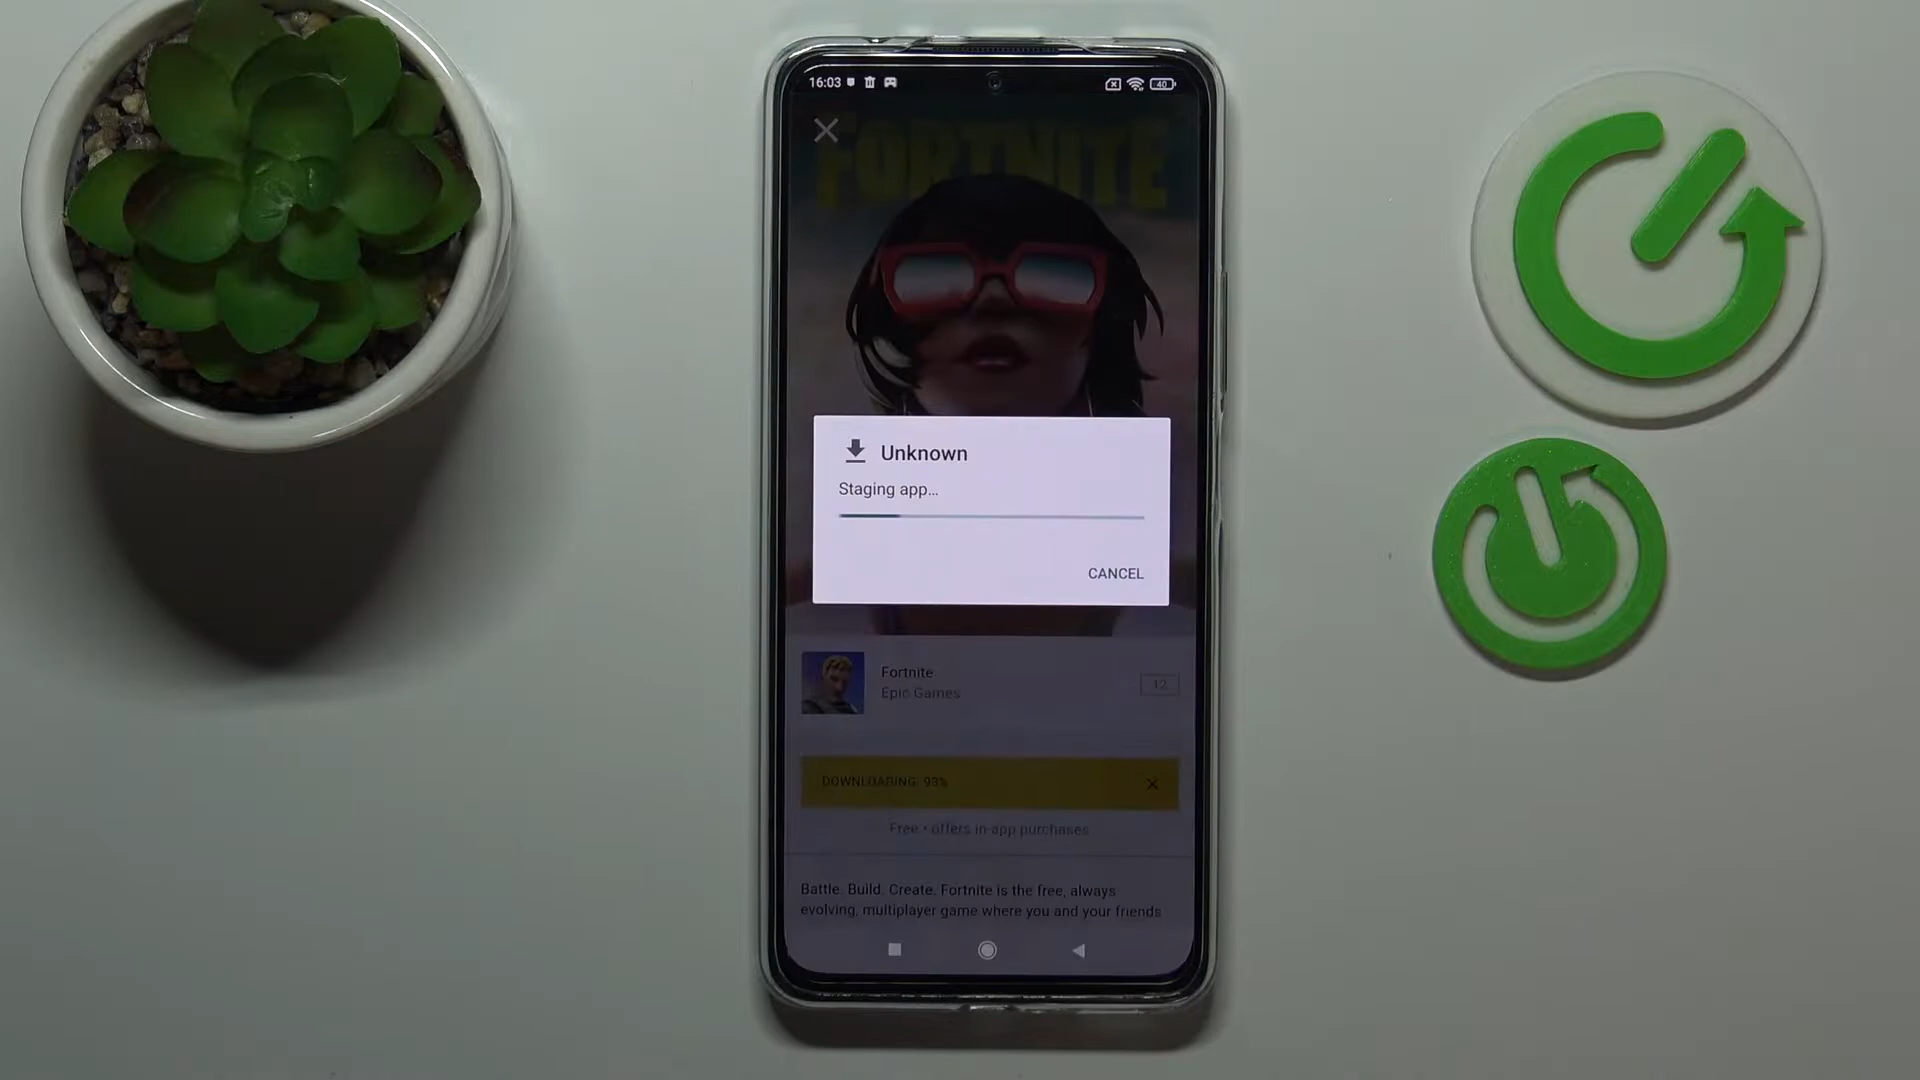 16:03
40
FORTNITE
Unknown
Staging app...
CANCEL
Fortnite
Epic Games
12
DOWNLOADING: 93%
Free • offers in-app purchases
Battle. Build. Create. Fortnite is the free, always
evolving, multiplayer game where you and your friends